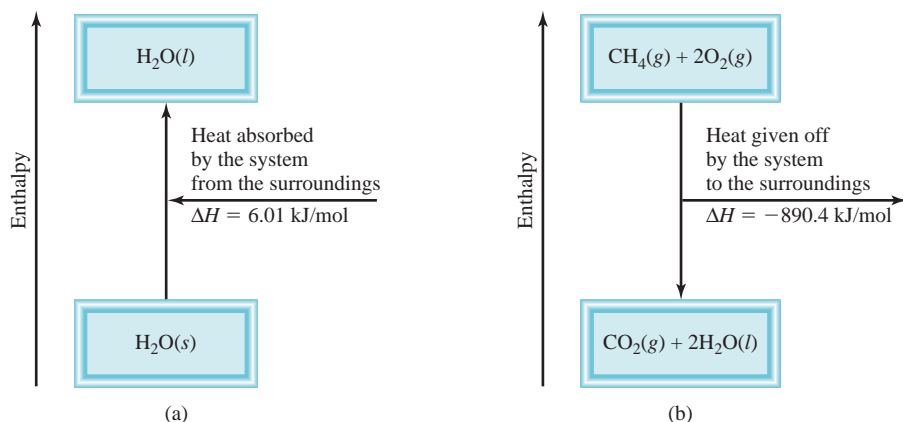 Enthalpy
H₂O(l)
Heat absorbed
by the system
from the surroundings
ΔH = 6.01 kJ/mol
H₂O(s)
(a)
Enthalpy
CH₄(g) + 2O₂(g)
Heat given off
by the system
to the surroundings
ΔH = −890.4 kJ/mol
CO₂(g) + 2H₂O(l)
(b)